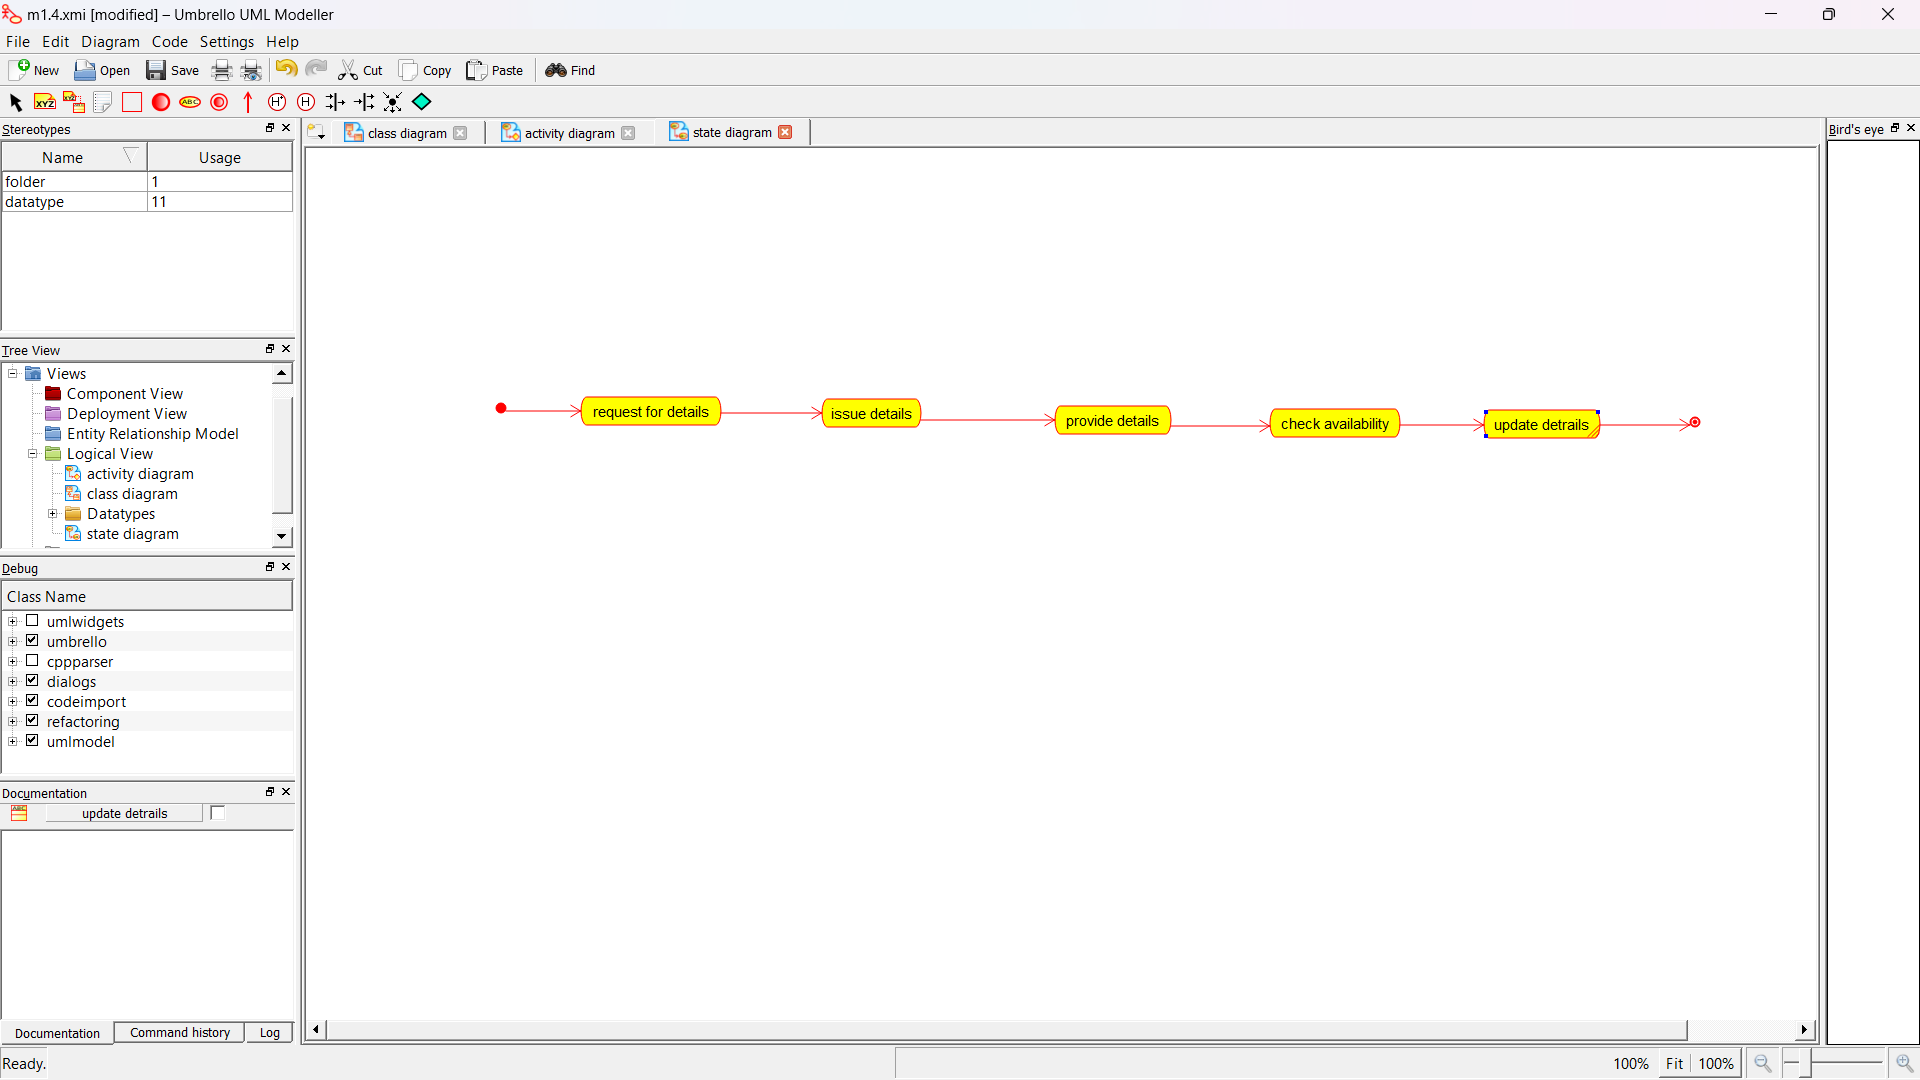 m1.4.xmi [modified] – Umbrello UML Modeller
File Edit Diagram Code Settings Help
New Open Save Cut Copy Paste Find
XYZ XYZ ABC H* H
Stereotypes
Name Usage
folder 1
datatype 11
Tree View
Views
Component View
Deployment View
Entity Relationship Model
Logical View
activity diagram
class diagram
Datatypes
state diagram
Debug
Class Name
umlwidgets
umbrello
cppparser
dialogs
codeimport
refactoring
umlmodel
Documentation
ABC update detrails
Documentation Command history Log
Ready.
class diagram activity diagram state diagram
request for details
issue details
provide details
check availability
update detrails
Bird's eye
100% Fit 100%